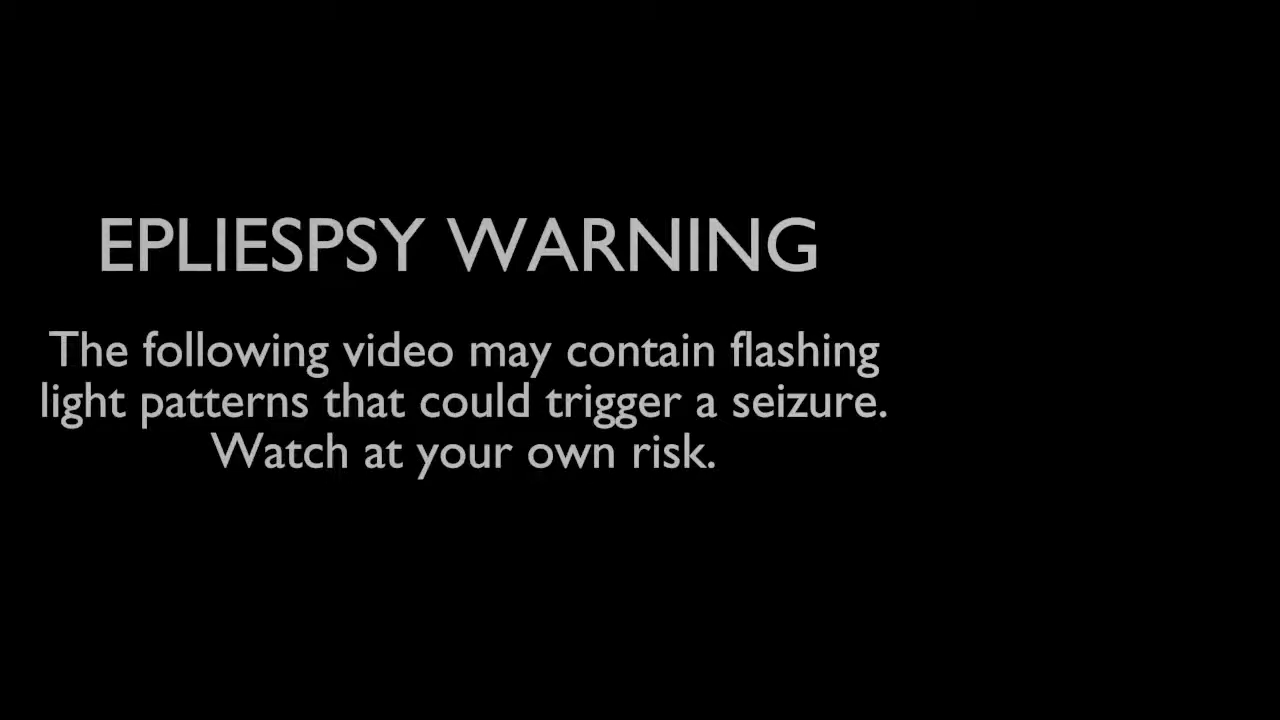 EPLIESPSY WARNING
The following video may contain flashing
light patterns that could trigger a seizure.
Watch at your own risk.